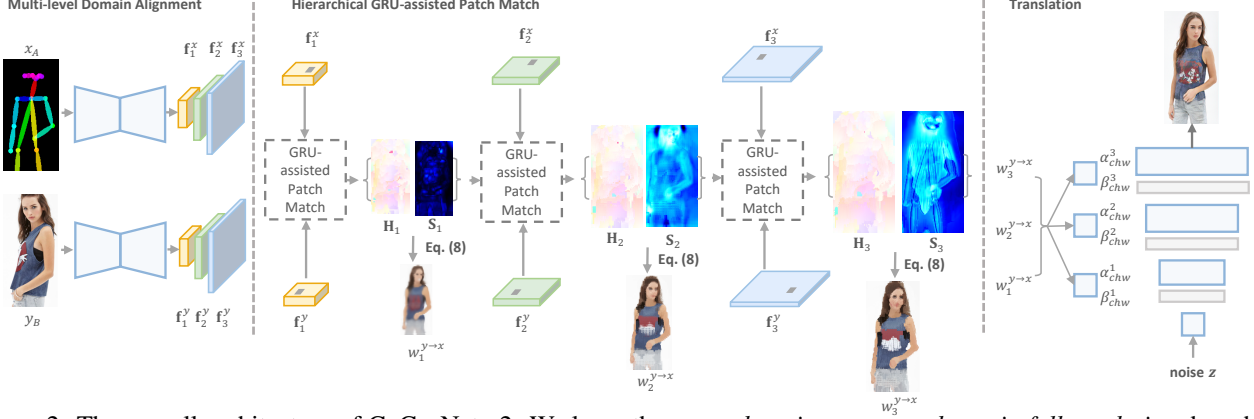 Multi-level Domain Alignment
Hierarchical GRU-assisted Patch Match
Translation
x_A
f_1^x f_2^x f_3^x
y_B
f_1^y f_2^y f_3^y
f_1^x
GRU-
assisted
Patch
Match
f_1^y
H_1
S_1
Eq. (8)
w_1^{y→x}
f_2^x
GRU-
assisted
Patch
Match
f_2^y
H_2
S_2
Eq. (8)
w_2^{y→x}
f_3^x
GRU-
assisted
Patch
Match
f_3^y
H_3
S_3
Eq. (8)
w_3^{y→x}
w_3^{y→x}
w_2^{y→x}
w_1^{y→x}
α_{chw}^3
β_{chw}^3
α_{chw}^2
β_{chw}^2
α_{chw}^1
β_{chw}^1
noise z